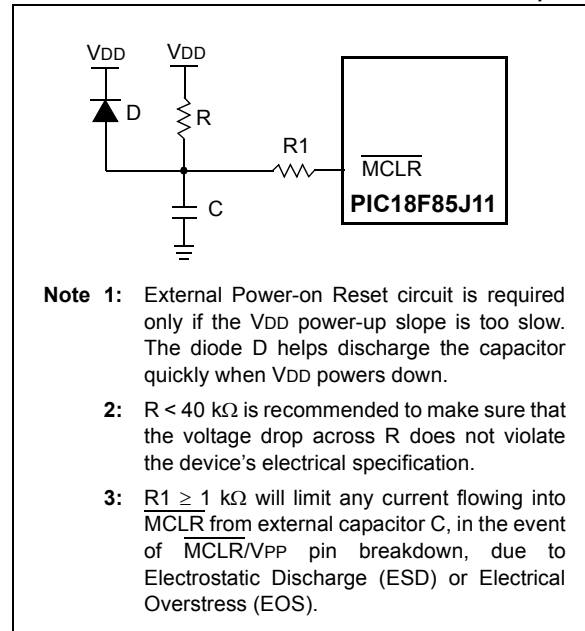 VDD VDD
D
R
R1
MCLR
PIC18F85J11
C
Note 1: External Power-on Reset circuit is required
only if the VDD power-up slope is too slow.
The diode D helps discharge the capacitor
quickly when VDD powers down.
2: R < 40 kΩ is recommended to make sure that
the voltage drop across R does not violate
the device's electrical specification.
3: R1 ≥ 1 kΩ will limit any current flowing into
MCLR from external capacitor C, in the event
of MCLR/VPP pin breakdown, due to
Electrostatic Discharge (ESD) or Electrical
Overstress (EOS).